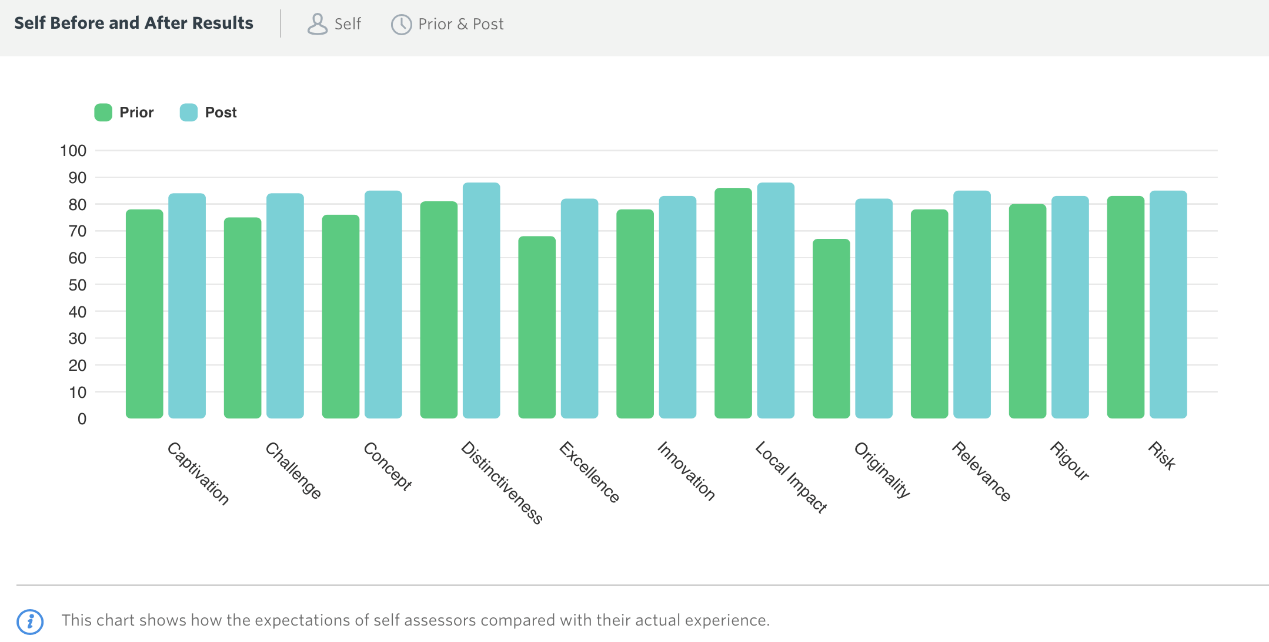 Self Before and After Results
Self
Prior & Post
Prior
Post
100
90
80
70
60
50
40
30
20
10
0
Captivation
Challenge
Concept
Distinctiveness
Excellence
Innovation
Local Impact
Originality
Relevance
Rigour
Risk
This chart shows how the expectations of self assessors compared with their actual experience.